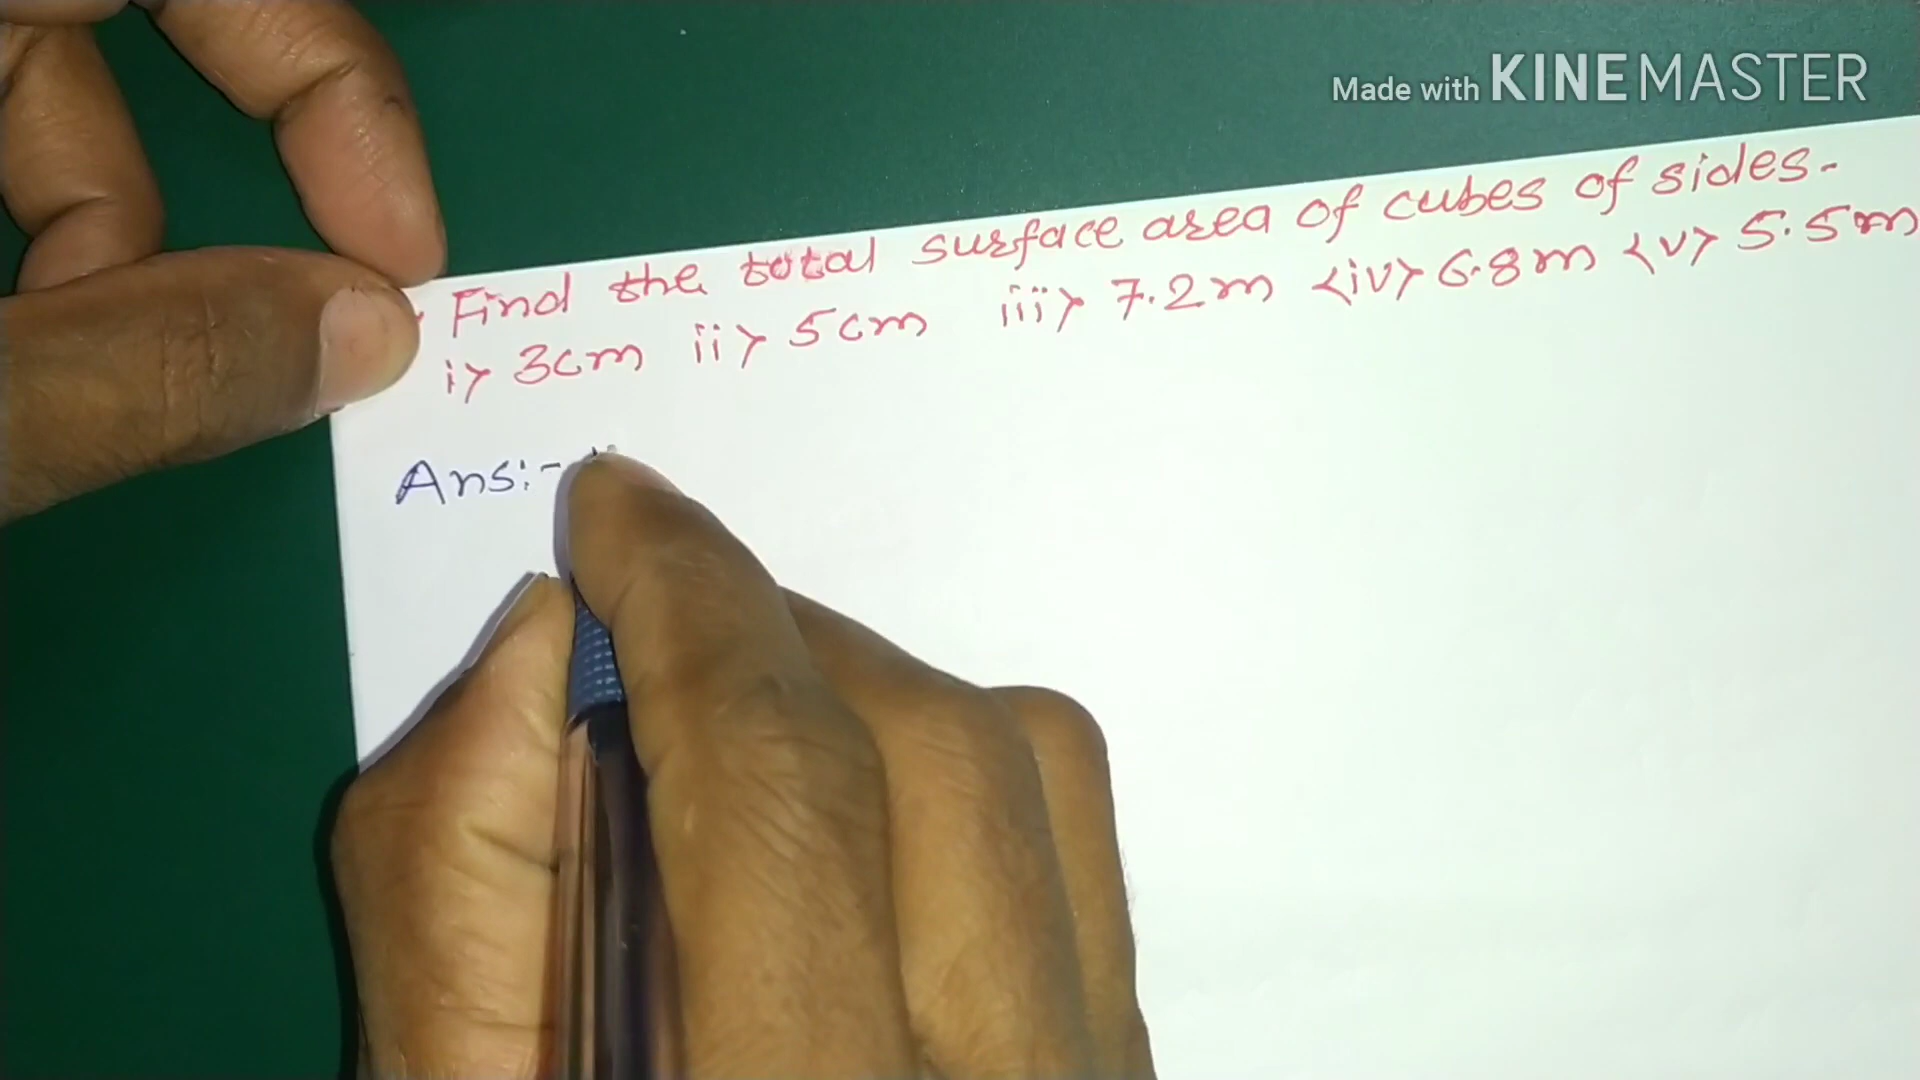 Made with KINEMASTER
Find the total surface area of cubes of sides.
i> 3cm ii> 5cm iii> 7.2m <iv> 6.8m <v> 5.5m
Ans:-